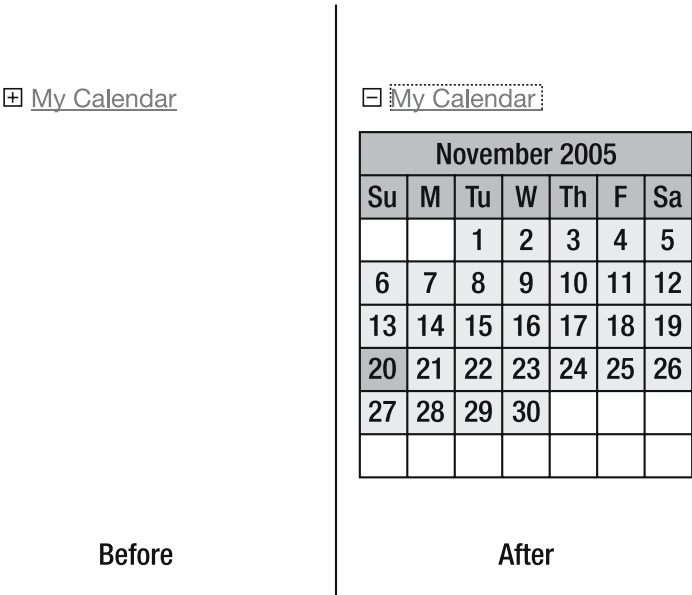 My Calendar
My Calendar
November 2005
Su M Tu W Th F Sa
1 2 3 4 5
6 7 8 9 10 11 12
13 14 15 16 17 18 19
20 21 22 23 24 25 26
27 28 29 30
Before
After